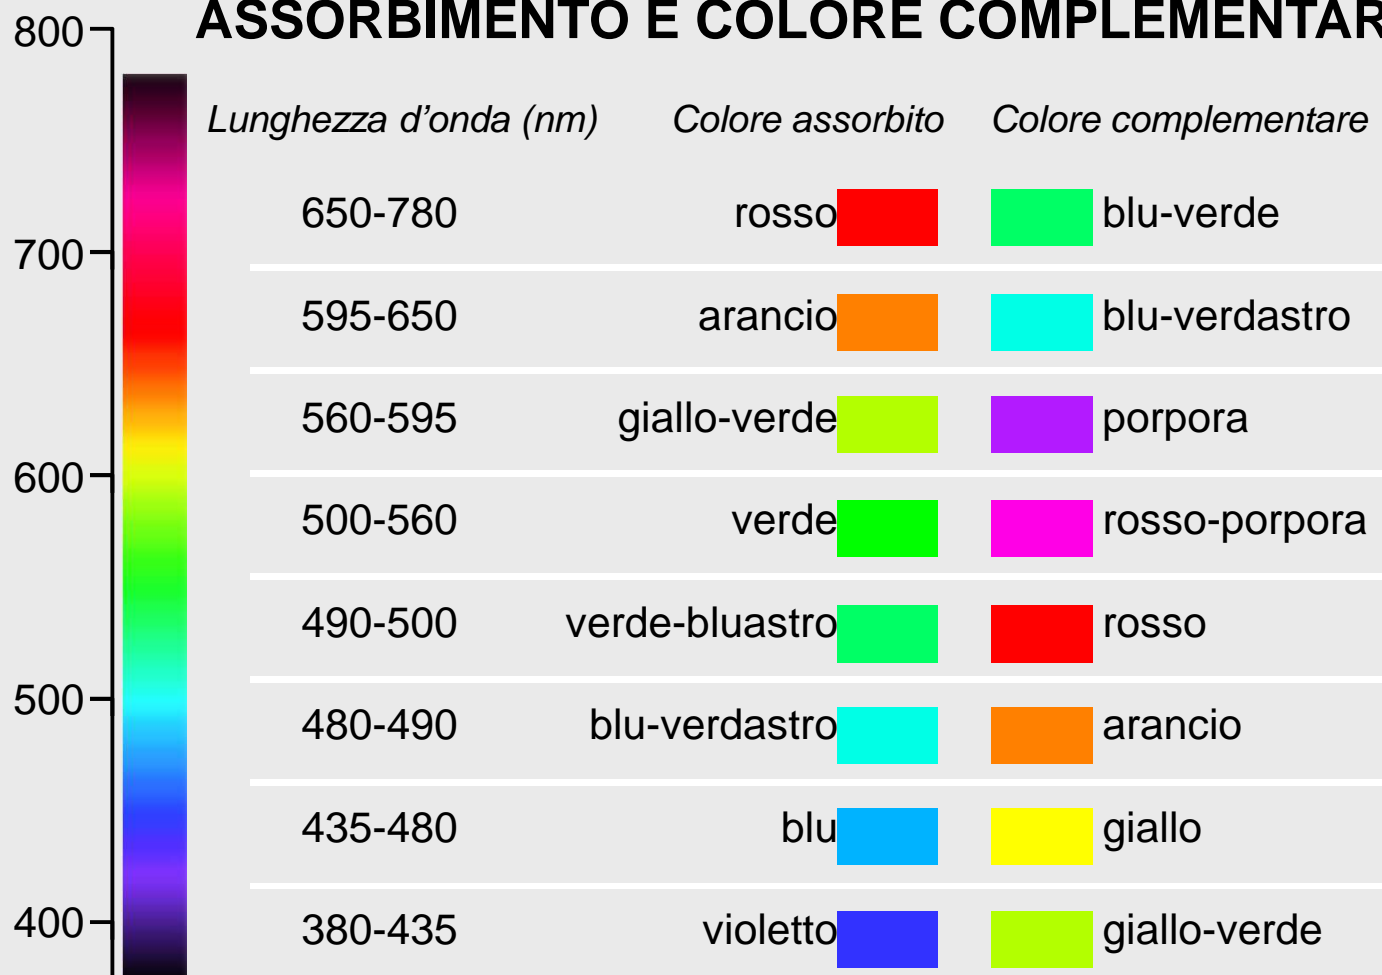 ASSORBIMENTO E COLORE COMPLEMENTAR
800
Lunghezza d’onda (nm) Colore assorbito Colore complementare
650-780 rosso blu-verde
700
595-650 arancio blu-verdastro
560-595 giallo-verde porpora
600
500-560 verde rosso-porpora
490-500 verde-bluastro rosso
500
480-490 blu-verdastro arancio
435-480 blu giallo
400
380-435 violetto giallo-verde